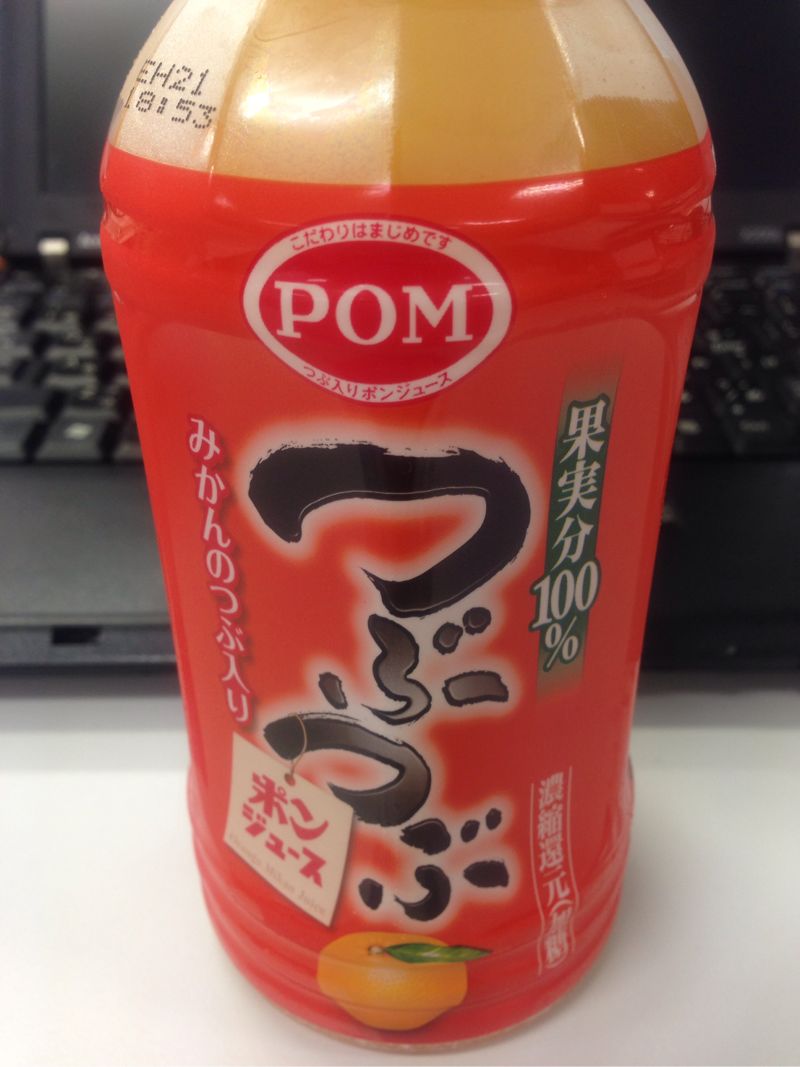 EH21
18:53
こだわりはまじめです
POM
つぶ入りポンジュース
果実分100%
つぶつぶ
みかんのつぶ入り
ポン
ジュース
濃縮還元(加糖)